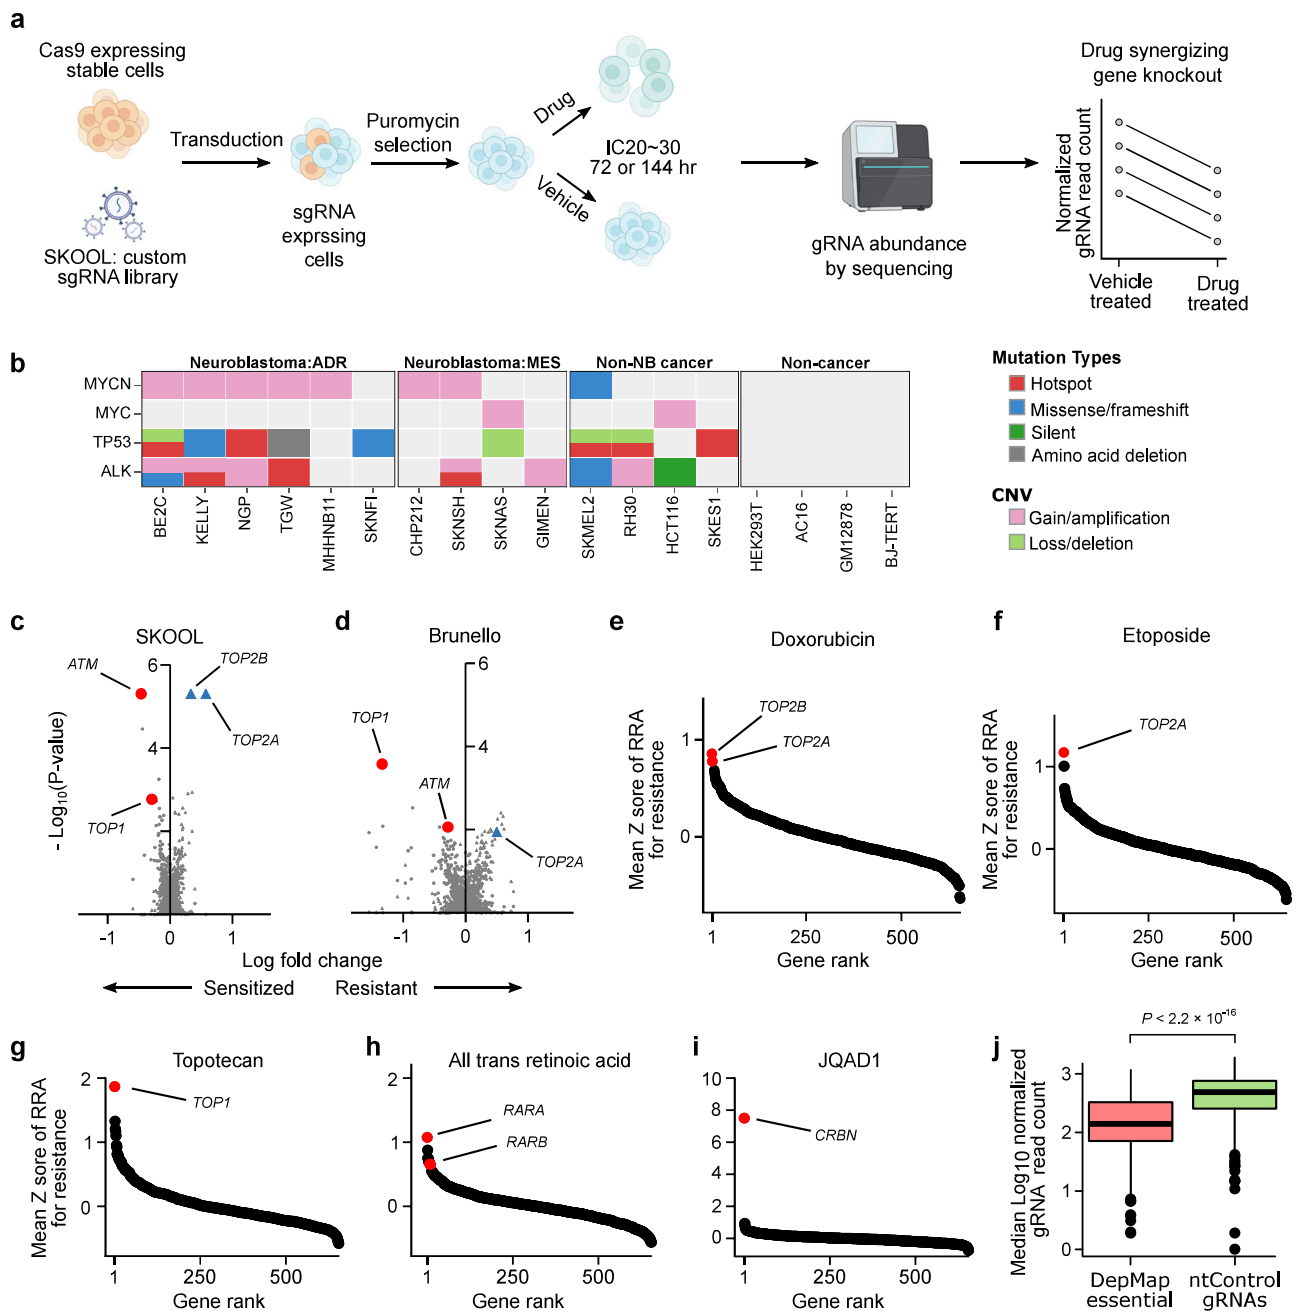 a
Cas9 expressing
stable cells
SKOOL: custom
sgRNA library
Transduction
sgRNA
exprssing
cells
Puromycin
selection
Drug
Vehicle
IC20~30
72 or 144 hr
gRNA abundance
by sequencing
Drug synergizing
gene knockout
Normalized
gRNA read count
Vehicle
treated
Drug
treated
b
Neuroblastoma:ADR
Neuroblastoma:MES
Non-NB cancer
Non-cancer
MYCN
MYC
TP53
ALK
BE2C
KELLY
NGP
TGW
MHHNB11
SKNFI
CHP212
SKNSH
SKNAS
GIMEN
SKMEL2
RH30
HCT116
SKES1
HEK293T
AC16
GM12878
BJ-TERT
Mutation Types
Hotspot
Missense/frameshift
Silent
Amino acid deletion
CNV
Gain/amplification
Loss/deletion
c
SKOOL
6
4
ATM
TOP2B
TOP2A
TOP1
- Log10(P-value)
-1
0
1
d
Brunello
6
4
2
TOP1
ATM
TOP2A
-1
0
1
Log fold change
Sensitized
Resistant
e
Doxorubicin
Mean Z sore of RRA
for resistance
1
0
TOP2B
TOP2A
1
250
500
Gene rank
f
Etoposide
Mean Z sore of RRA
for resistance
1
0
TOP2A
1
250
500
Gene rank
g
Topotecan
Mean Z sore of RRA
for resistance
2
1
0
TOP1
1
250
500
Gene rank
h
All trans retinoic acid
2
1
0
RARA
RARB
1
250
500
Gene rank
i
JQAD1
10
8
6
4
2
0
CRBN
1
250
500
Gene rank
j
P < 2.2 × 10-16
Median Log10 normalized
gRNA read count
3
2
1
0
DepMap
essential
ntControl
gRNAs